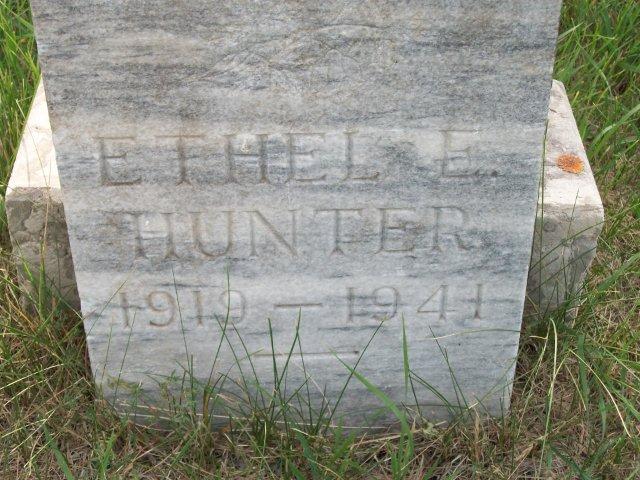 ETHEL E.
HUNTER
1919 — 1941